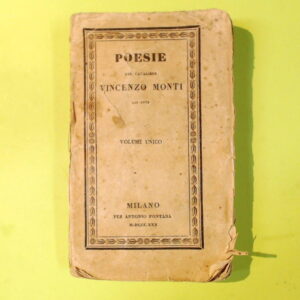 POESIE
DEL CAVALIERE
VINCENZO MONTI
VOLUME UNICO
MILANO
PER ANTONIO FONTANA
M.DCCC.XXX